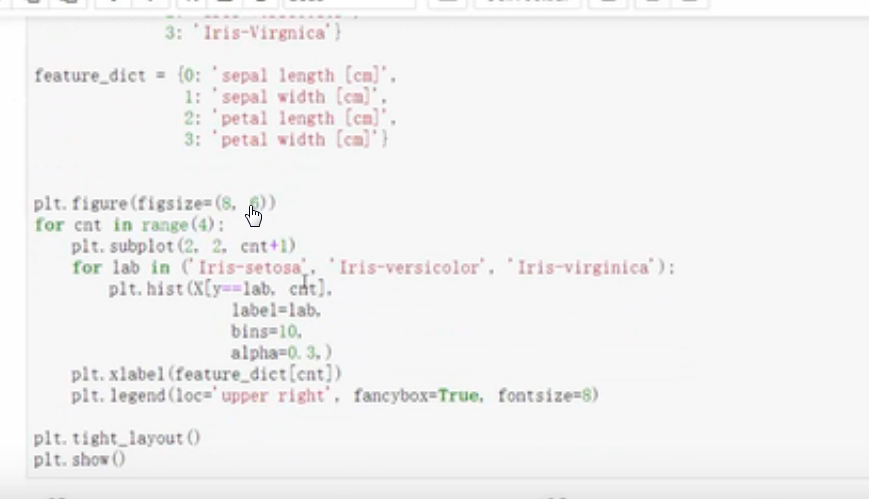 3: 'Iris-Virgnica'}
feature_dict = {0: 'sepal length [cm]',
1: 'sepal width [cm]',
2: 'petal length [cm]',
3: 'petal width [cm]'}
plt.figure(figsize=(8, 6))
for cnt in range(4):
plt.subplot(2, 2, cnt+1)
for lab in ('Iris-setosa', 'Iris-versicolor', 'Iris-virginica'):
plt.hist(X[y==lab, cnt],
label=lab,
bins=10,
alpha=0.3,)
plt.xlabel(feature_dict[cnt])
plt.legend(loc='upper right', fancybox=True, fontsize=8)
plt.tight_layout()
plt.show()